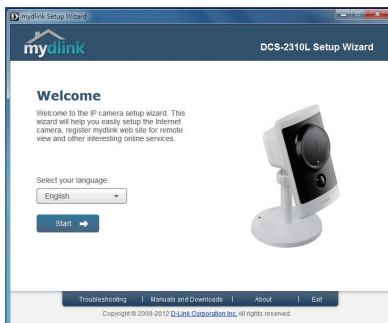 mydlink Setup Wizard
mydlink
DCS-2310L Setup Wizard
Welcome
Welcome to the IP camera setup wizard. This
wizard will help you easily setup the Internet
camera, register mydlink web site for remote
view and other interesting online services.
Select your language:
English
Start
Troubleshooting | Manuals and Downloads | About | Exit
Copyright © 2009-2012 D-Link Corporation Inc. All rights reserved.